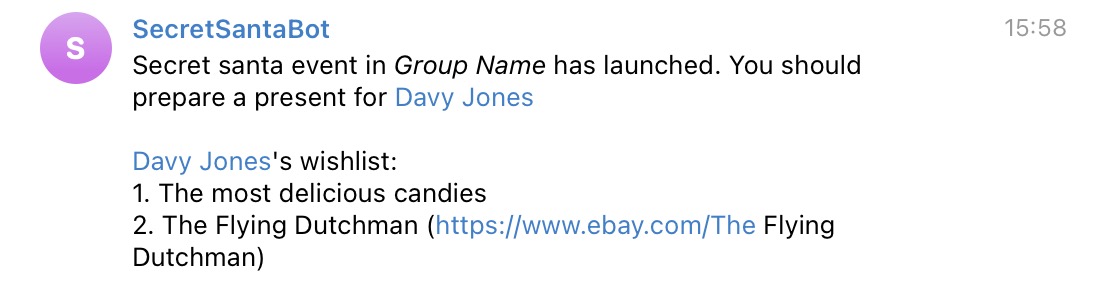 S
SecretSantaBot 15:58
Secret santa event in Group Name has launched. You should
prepare a present for Davy Jones
Davy Jones's wishlist:
1. The most delicious candies
2. The Flying Dutchman (https://www.ebay.com/The Flying
Dutchman)